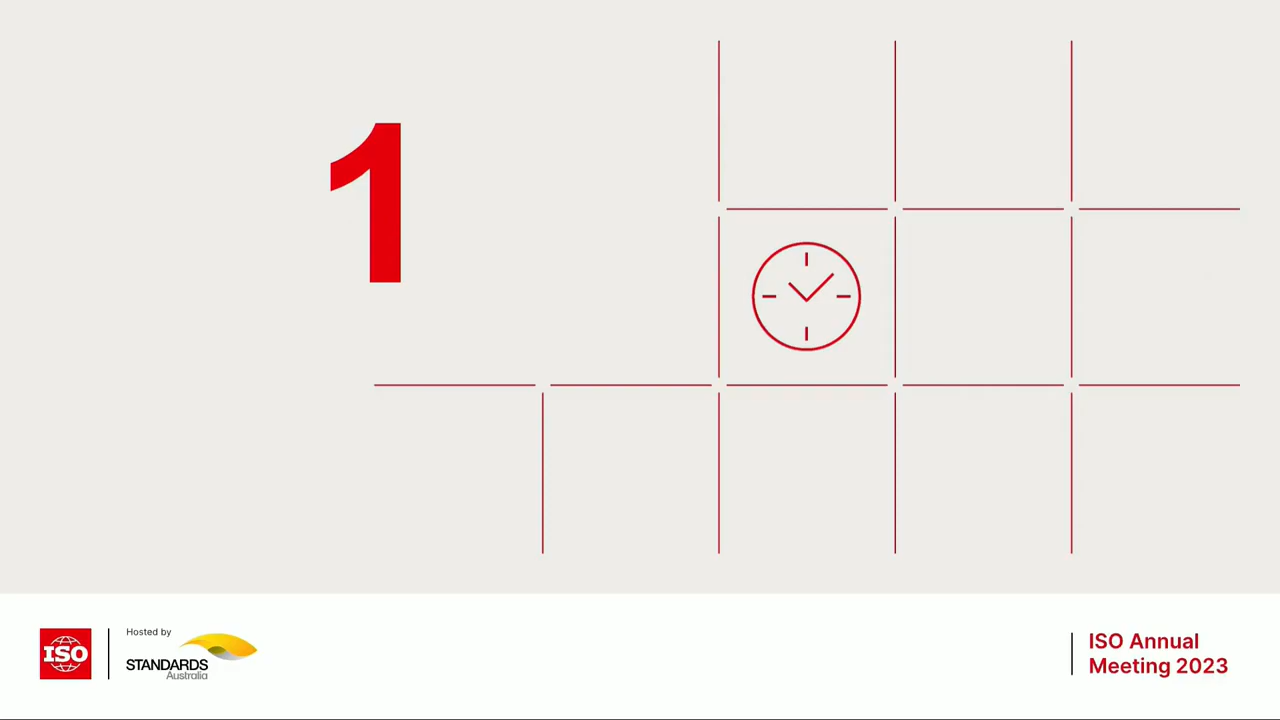 1
ISO
Hosted by
STANDARDS
Australia
ISO Annual
Meeting 2023